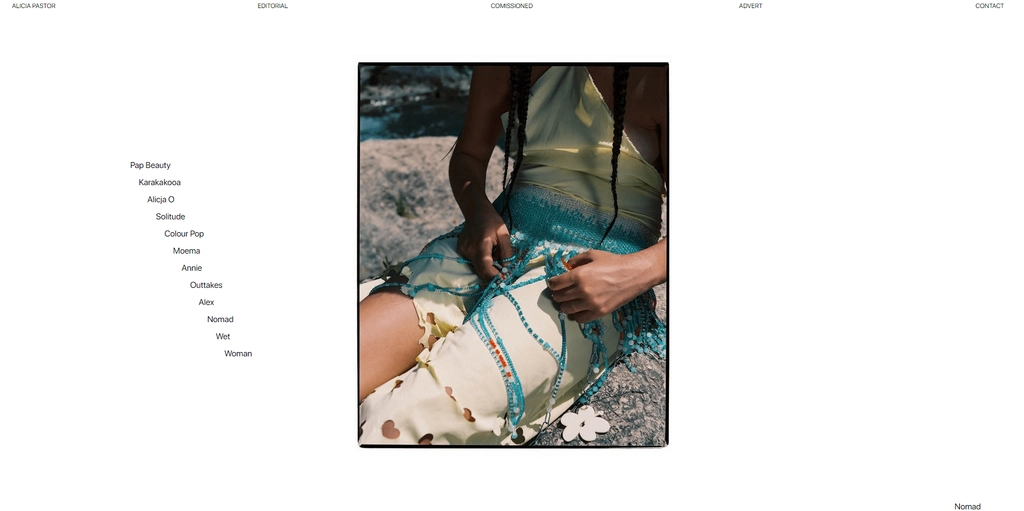 ALICIA PASTOR
EDITORIAL
COMISSIONED
ADVERT
CONTACT
Pap Beauty
Karakakooa
Alicja O
Solitude
Colour Pop
Moema
Annie
Outtakes
Alex
Nomad
Wet
Woman
Nomad